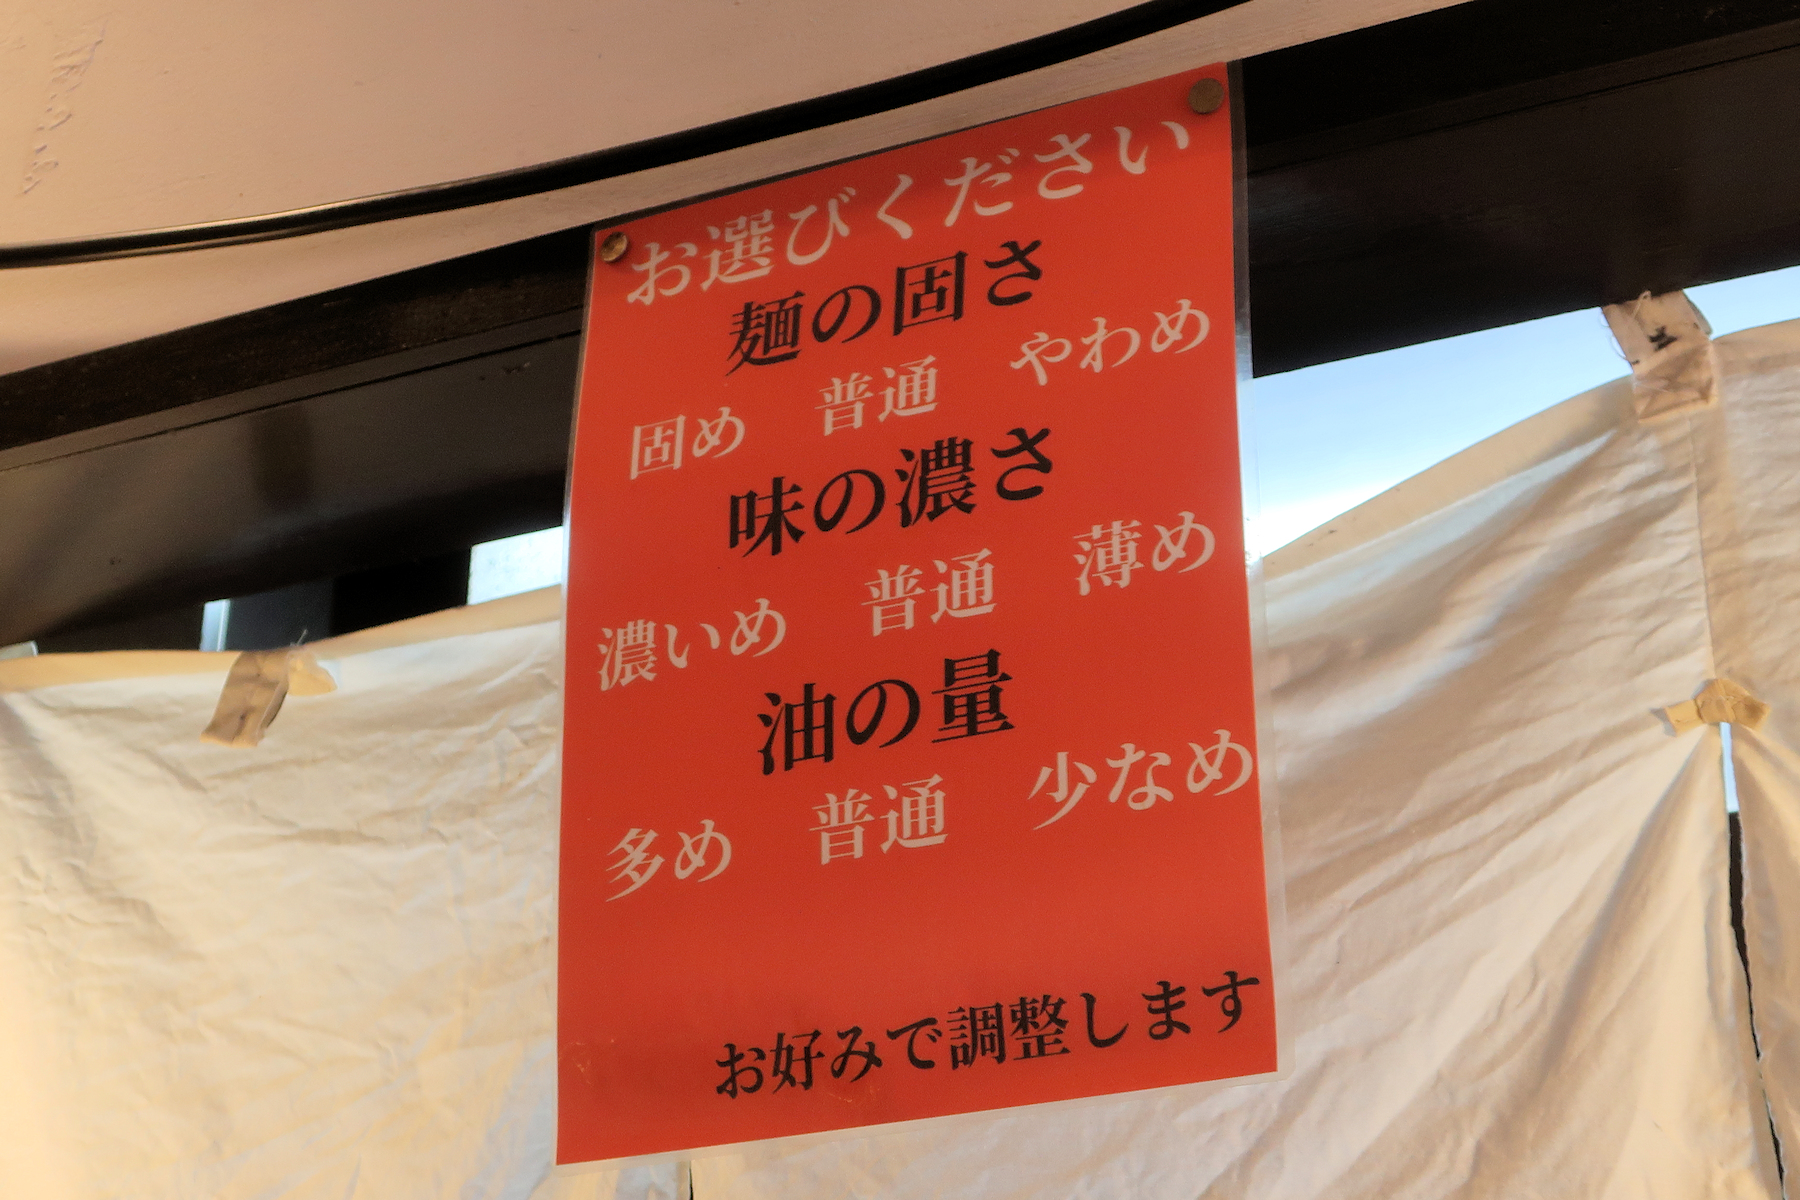 お選びください
麺の固さ
固め 普通 やわめ
味の濃さ
濃いめ 普通 薄め
油の量
多め 普通 少なめ
お好みで調整します